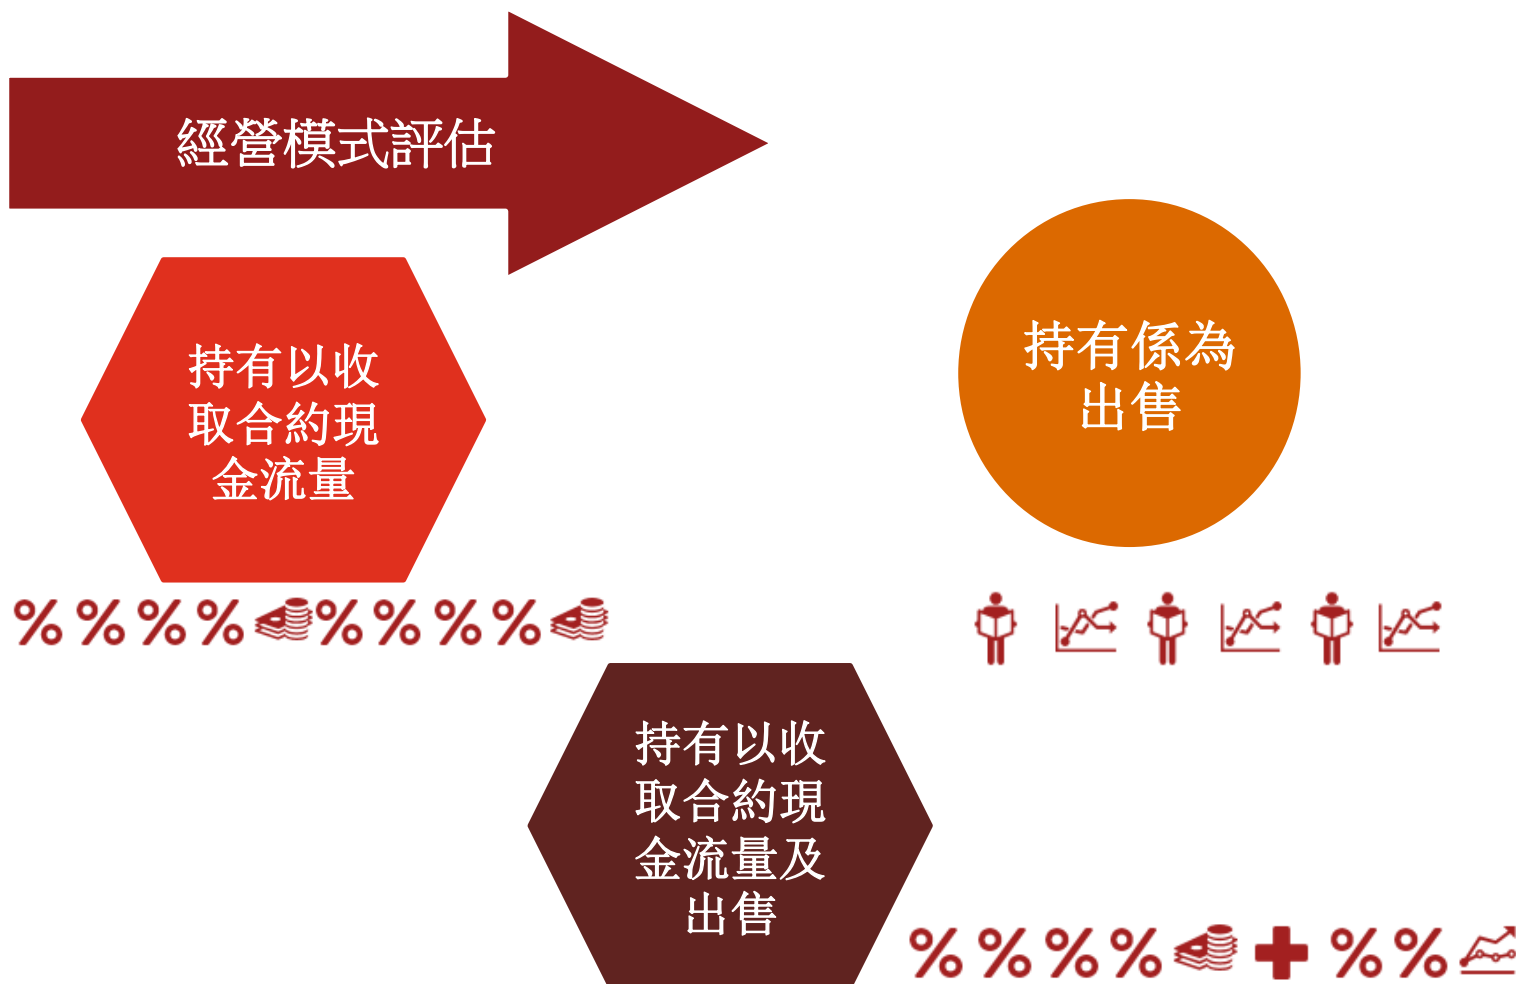 經營模式評估
持有以收
取合約現
金流量
持有係為
出售
% % % % % % % %
持有以收
取合約現
金流量及
出售
% % % % + % %